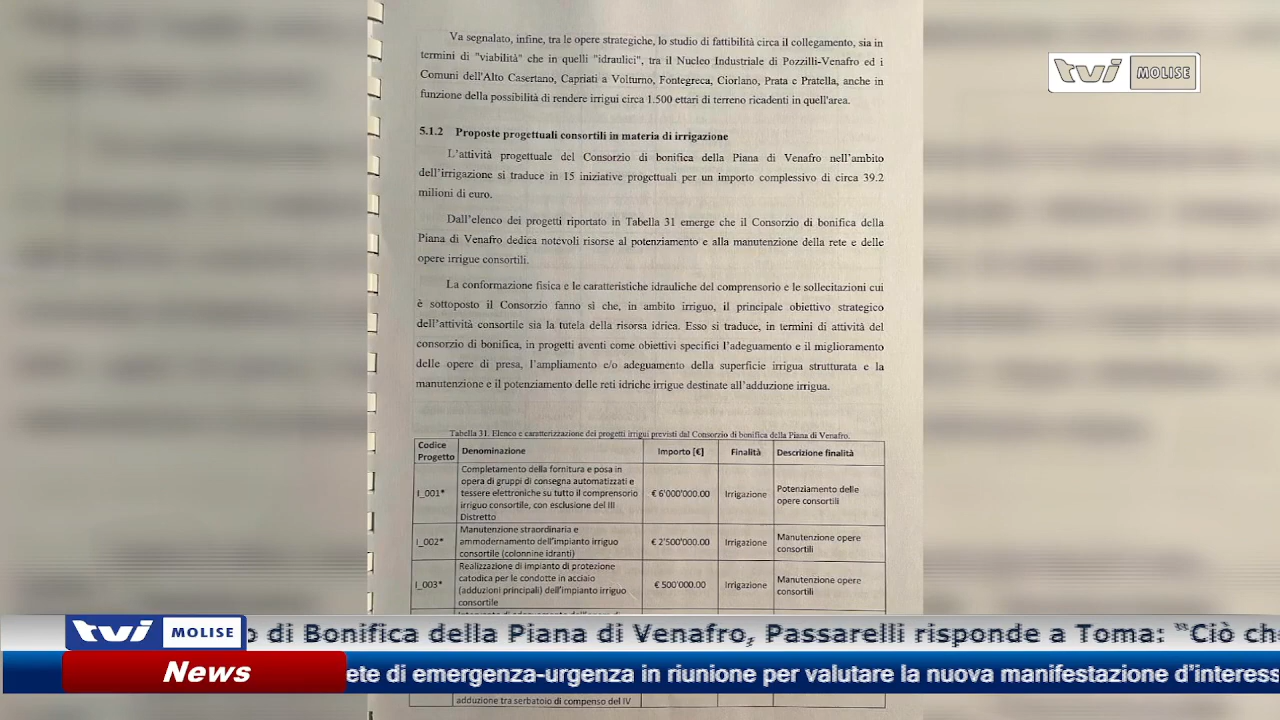 Va segnalato, infine, tra le opere strategiche, lo studio di fattibilità circa il collegamento, sia in
termini di "viabilità" che in quelli "idraulici", tra il Nucleo Industriale di Pozzilli-Venafro ed i
Comuni dell'Alto Casertano, Capriati a Volturno, Fontegreca, Ciorlano, Prata e Pratella, anche in
funzione della possibilità di rendere irrigui circa 1.500 ettari di terreno ricadenti in quell'area.
tvi MOLISE
5.1.2 Proposte progettuali consortili in materia di irrigazione
L'attività progettuale del Consorzio di bonifica della Piana di Venafro nell'ambito
dell'irrigazione si traduce in 15 iniziative progettuali per un importo complessivo di circa 39.2
milioni di euro.
Dall'elenco dei progetti riportato in Tabella 31 emerge che il Consorzio di bonifica della
Piana di Venafro dedica notevoli risorse al potenziamento e alla manutenzione della rete e delle
opere irrigue consortili.
La conformazione fisica e le caratteristiche idrauliche del comprensorio e le sollecitazioni cui
è sottoposto il Consorzio fanno sì che, in ambito irriguo, il principale obiettivo strategico
dell'attività consortile sia la tutela della risorsa idrica. Esso si traduce, in termini di attività del
consorzio di bonifica, in progetti aventi come obiettivi specifici l'adeguamento e il miglioramento
delle opere di presa, l'ampliamento e/o adeguamento della superficie irrigua strutturata e la
manutenzione e il potenziamento delle reti idriche irrigue destinate all'adduzione irrigua.
Tabella 31. Elenco e caratterizzazione dei progetti irrigui previsti dal Consorzio di bonifica della Piana di Venafro.
Codice
Progetto
Denominazione
Importo [€]
Finalità
Descrizione finalità
I_001*
Completamento della fornitura e posa in
opera di gruppi di consegna automatizzati e
tessere elettroniche su tutto il comprensorio
irriguo consortile, con esclusione del III
Distretto
€ 6'000'000.00
Irrigazione
Potenziamento delle
opere consortili
I_002*
Manutenzione straordinaria e
ammodernamento dell'impianto irriguo
consortile (colonnine idranti)
€ 2'500'000.00
Irrigazione
Manutenzione opere
consortili
I_003*
Realizzazione di impianto di protezione
catodica per le condotte in acciaio
(adduzioni principali) dell'impianto irriguo
consortile
€ 500'000.00
Irrigazione
Manutenzione opere
consortili
tvi MOLISE
o di Bonifica della Piana di Venafro, Passarelli risponde a Toma: "Ciò ch
News
ete di emergenza-urgenza in riunione per valutare la nuova manifestazione d'interess
adduzione tra serbatoio di compenso del IV